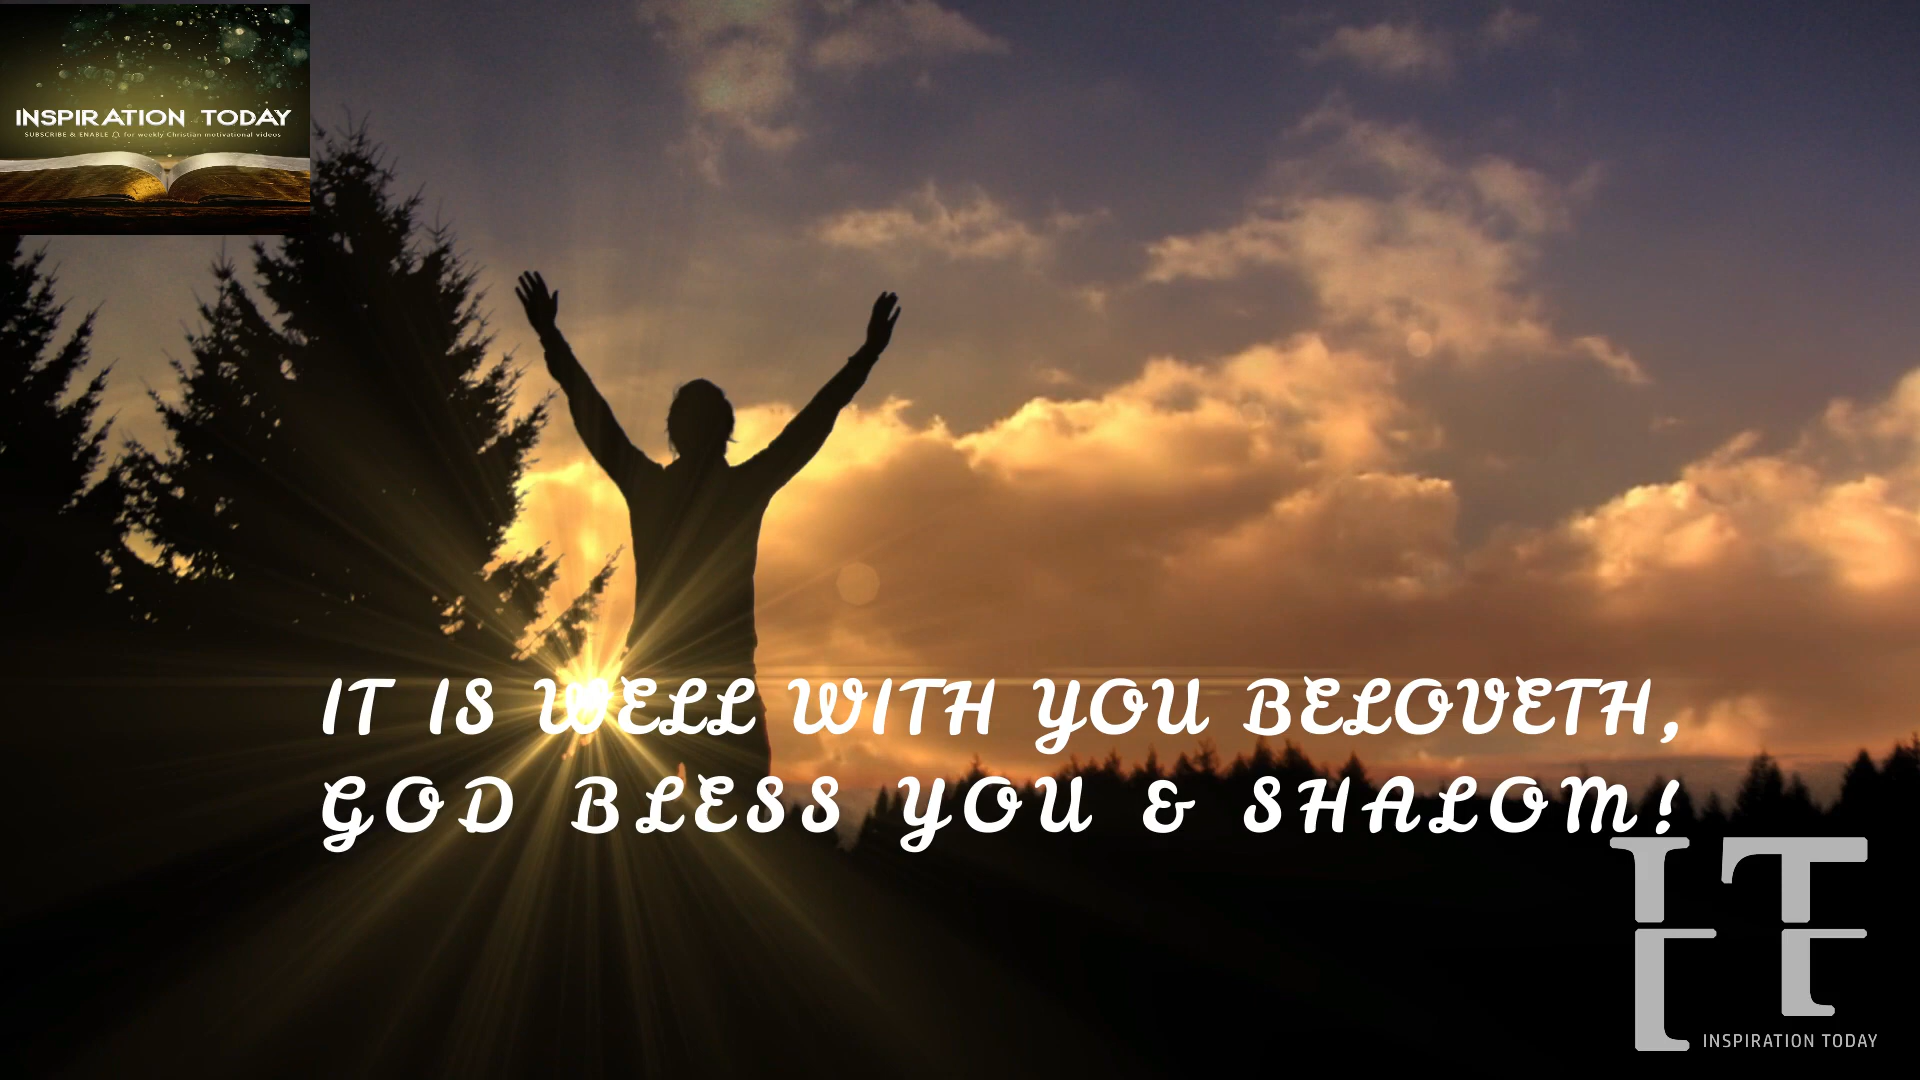 INSPIRATION TODAY
SUBSCRIBE & ENABLE 🔔 for weekly Christian motivational videos
IT IS WELL WITH YOU BELOVETH,
GOD BLESS YOU & SHALOM!
IT
INSPIRATION TODAY